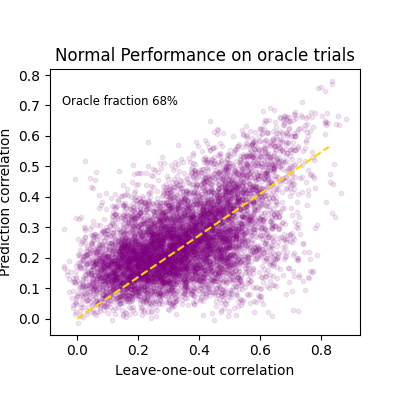 Normal Performance on oracle trials
Oracle fraction 68%
Prediction correlation
0.8
0.7
0.6
0.5
0.4
0.3
0.2
0.1
0.0
0.0 0.2 0.4 0.6 0.8
Leave-one-out correlation